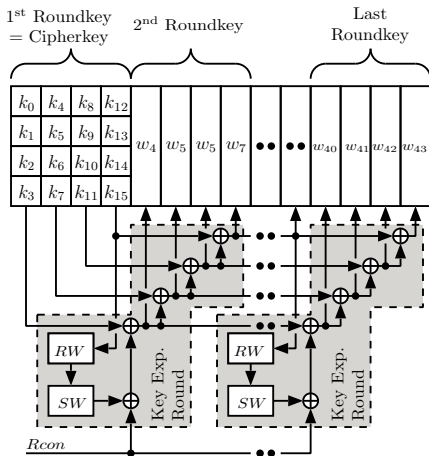 1st Roundkey
= Cipherkey
2nd Roundkey
Last
Roundkey
k0 k4 k8 k12
k1 k5 k9 k13
k2 k6 k10 k14
k3 k7 k11 k15
w4 w5 w5 w7 w40 w41 w42 w43
RW
SW
Key Exp.
Round
RW
SW
Key Exp.
Round
Rcon